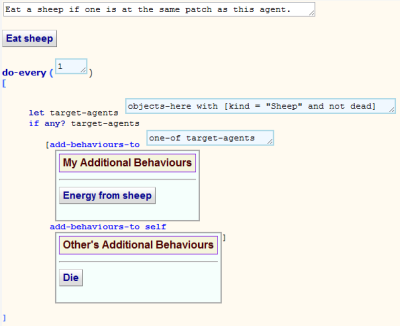 Eat a sheep if one is at the same patch as this agent.
Eat sheep
do-every ( 1 )
[
let target-agents objects-here with [kind = "Sheep" and not dead]
if any? target-agents
[add-behaviours-to one-of target-agents
My Additional Behaviours
Energy from sheep
add-behaviours-to self
Other's Additional Behaviours ]
Die
]